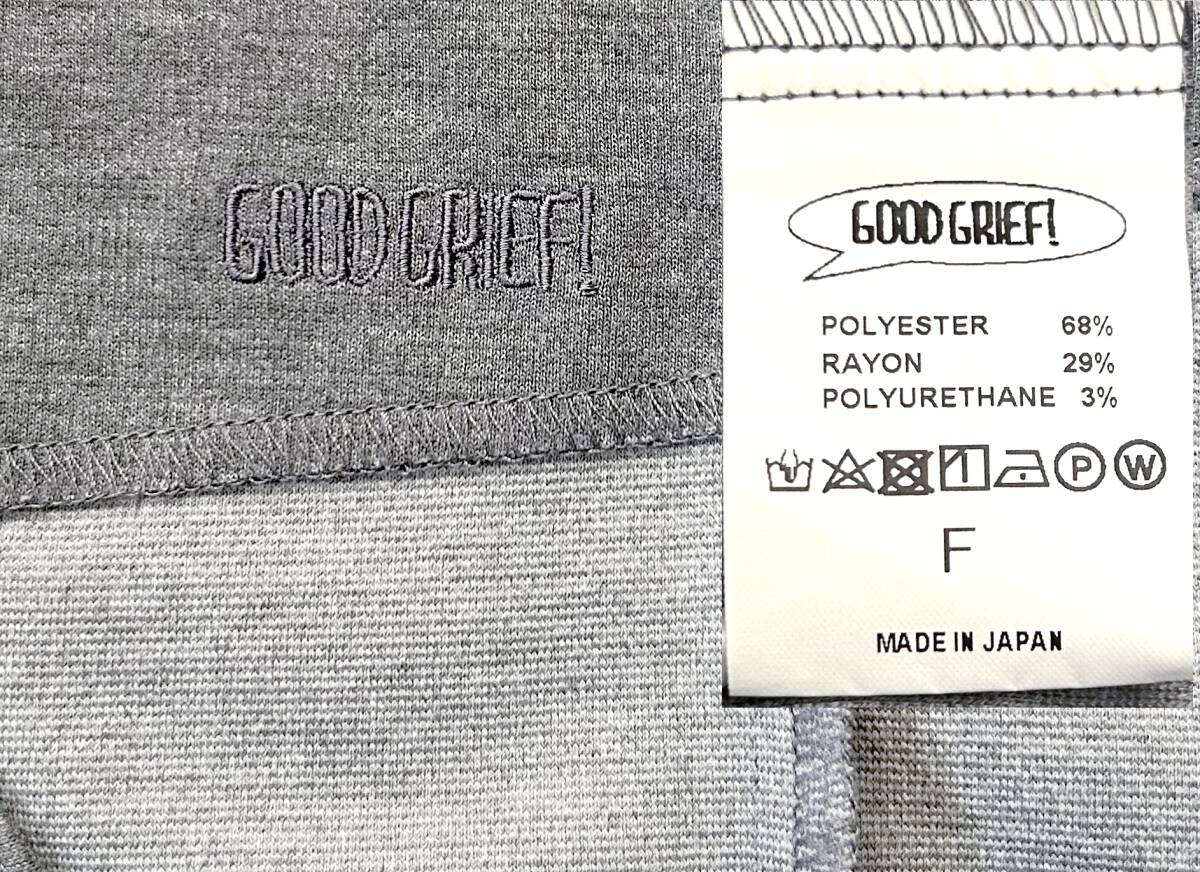 GOOD GRIEF!
GOOD GRIEF!
POLYESTER 68%
RAYON 29%
POLYURETHANE 3%
P W
F
MADE IN JAPAN